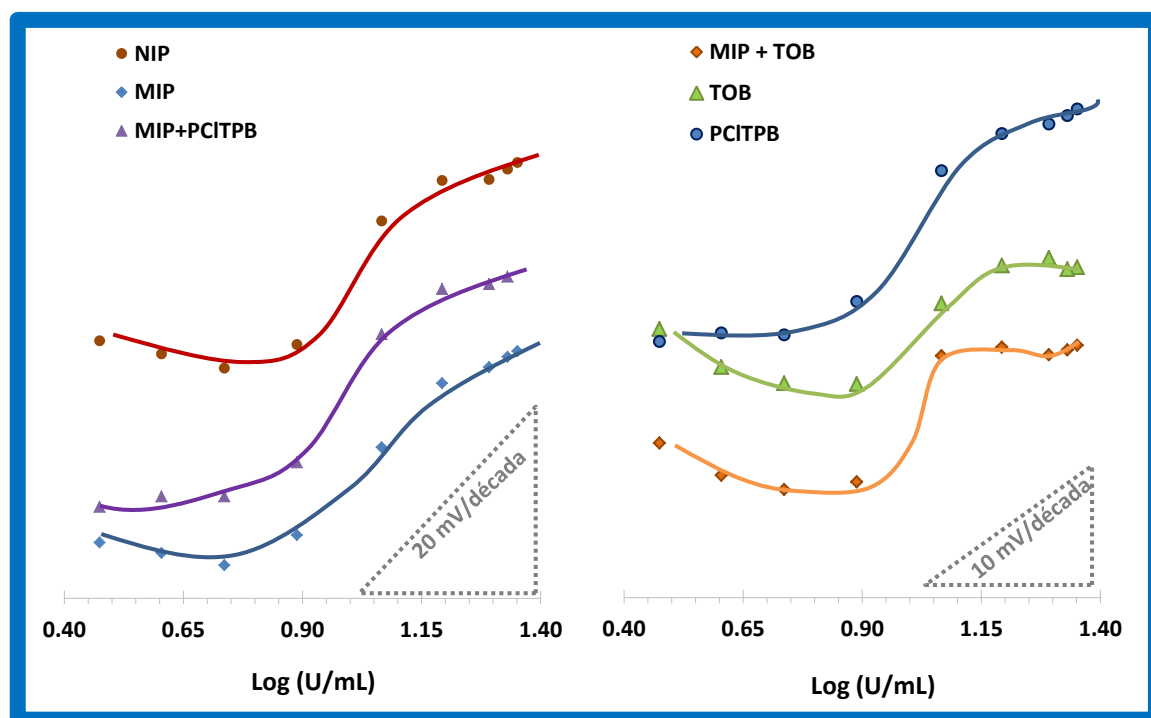 NIP
MIP
MIP+PClTPB
20 mV/década
0.40 0.65 0.90 1.15 1.40
Log (U/mL)
MIP + TOB
TOB
PClTPB
10 mV/década
0.40 0.65 0.90 1.15 1.40
Log (U/mL)